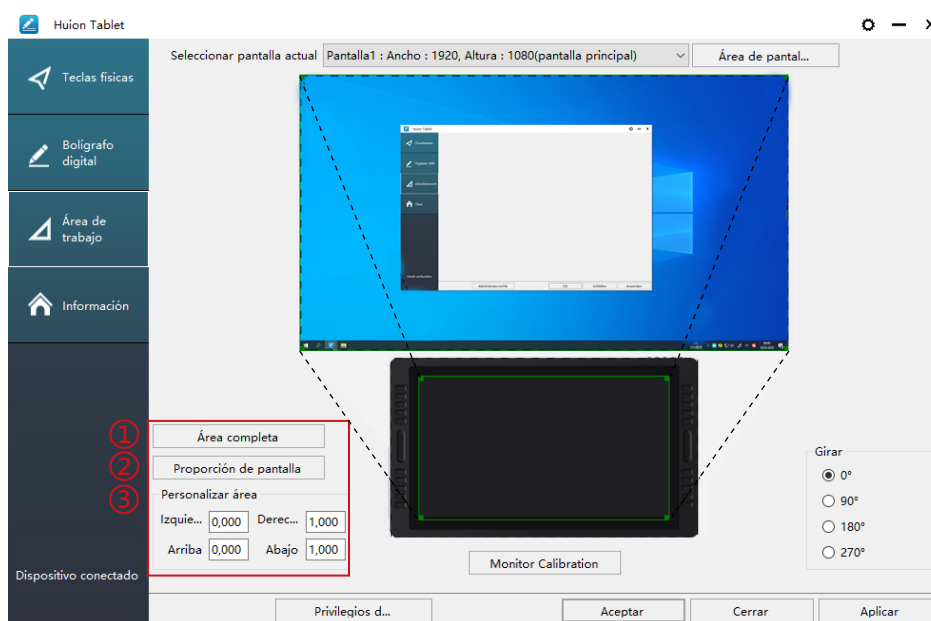 Huion Tablet
Seleccionar pantalla actual Pantalla1 : Ancho : 1920, Altura : 1080(pantalla principal) Área de pantal...
Teclas físicas
Bolígrafo
digital
Área de
trabajo
Información
Dispositivo conectado
Huion Tablet
① Área completa
② Proporción de pantalla
③ Personalizar área
Izquie... 0,000 Derec... 1,000
Arriba 0,000 Abajo 1,000
Monitor Calibration
Girar
0°
90°
180°
270°
Privilegios d... Aceptar Cerrar Aplicar